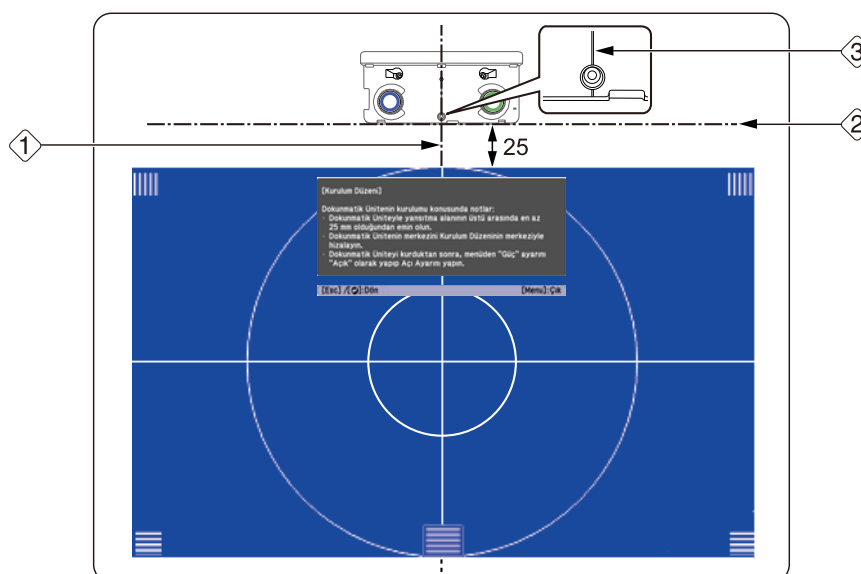 3
2
1
25
[Kurulum Düzeni]
Dokunmatik Ünitenin kurulumu konusunda notlar:
- Dokunmatik Üniteyle yansıtma alanının üstü arasında en az
25 mm olduğundan emin olun.
- Dokunmatik Ünitenin merkezini Kurulum Düzeninin merkeziyle
hizalayın.
- Dokunmatik Üniteyi kurduktan sonra, menüden "Güç" ayarını
"Açık" olarak yapıp Açı Ayarını yapın.
[Esc] /[⮌]:Dön [Menu]:Çık